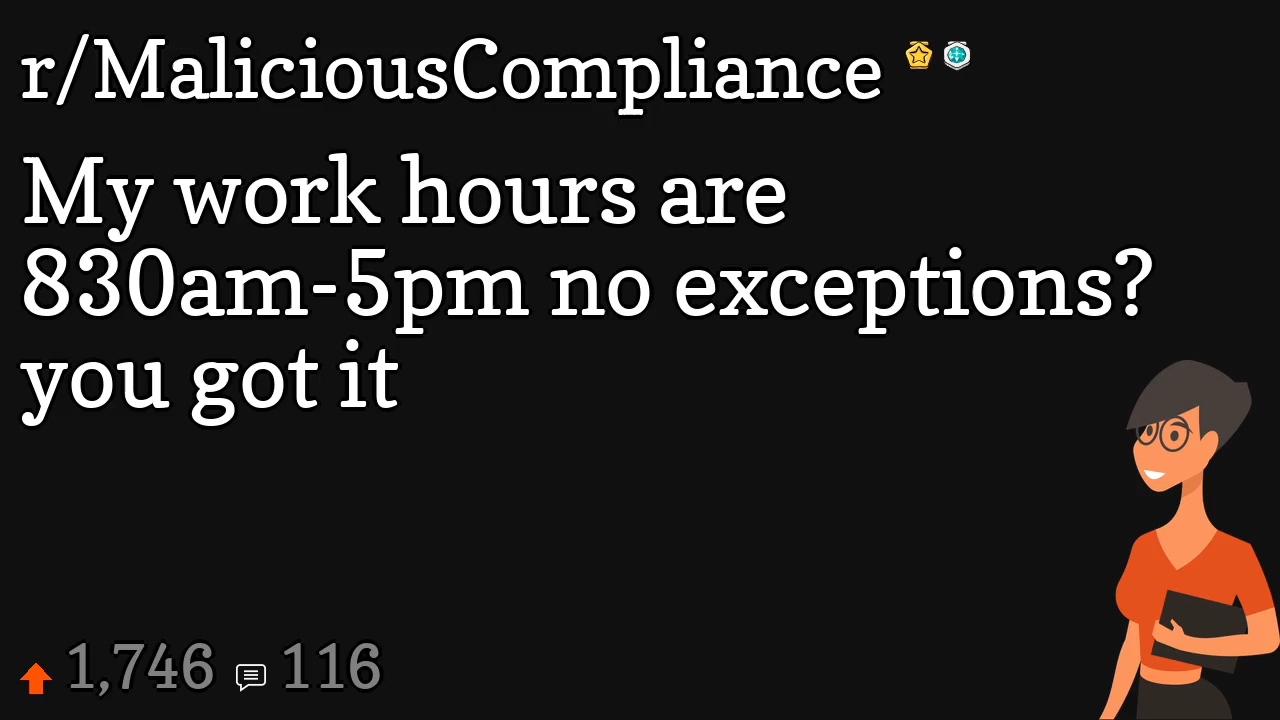 r/MaliciousCompliance
My work hours are
830am-5pm no exceptions?
you got it
1,746 116